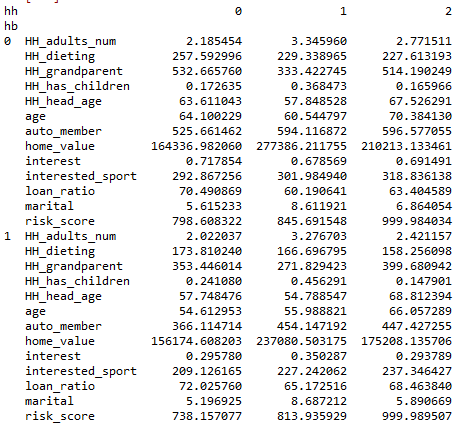 hh 0 1 2
hb
0 HH_adults_num 2.185454 3.345960 2.771511
HH_dieting 257.592996 229.338965 227.613193
HH_grandparent 532.665760 333.422745 514.190249
HH_has_children 0.172635 0.368473 0.165966
HH_head_age 63.611043 57.848528 67.526291
age 64.100229 60.544797 70.384130
auto_member 525.661462 594.116872 596.577055
home_value 164336.982060 277386.211755 210213.133461
interest 0.717854 0.678569 0.691491
interested_sport 292.867256 301.984940 318.836138
loan_ratio 70.490869 60.190641 63.404589
marital 5.615233 8.611921 6.864054
risk_score 798.608322 845.691548 999.984034
1 HH_adults_num 2.022037 3.276703 2.421157
HH_dieting 173.810240 166.696795 158.256098
HH_grandparent 353.446014 271.829423 399.680942
HH_has_children 0.241080 0.456291 0.147901
HH_head_age 57.748476 54.788547 68.812394
age 54.612953 55.988821 66.057289
auto_member 366.114714 454.147192 447.427255
home_value 156174.608203 237080.503175 175208.135706
interest 0.295780 0.350287 0.293789
interested_sport 209.126165 227.242062 237.346427
loan_ratio 72.025760 65.172516 68.463840
marital 5.196925 8.687212 5.890669
risk_score 738.157077 813.935929 999.989507